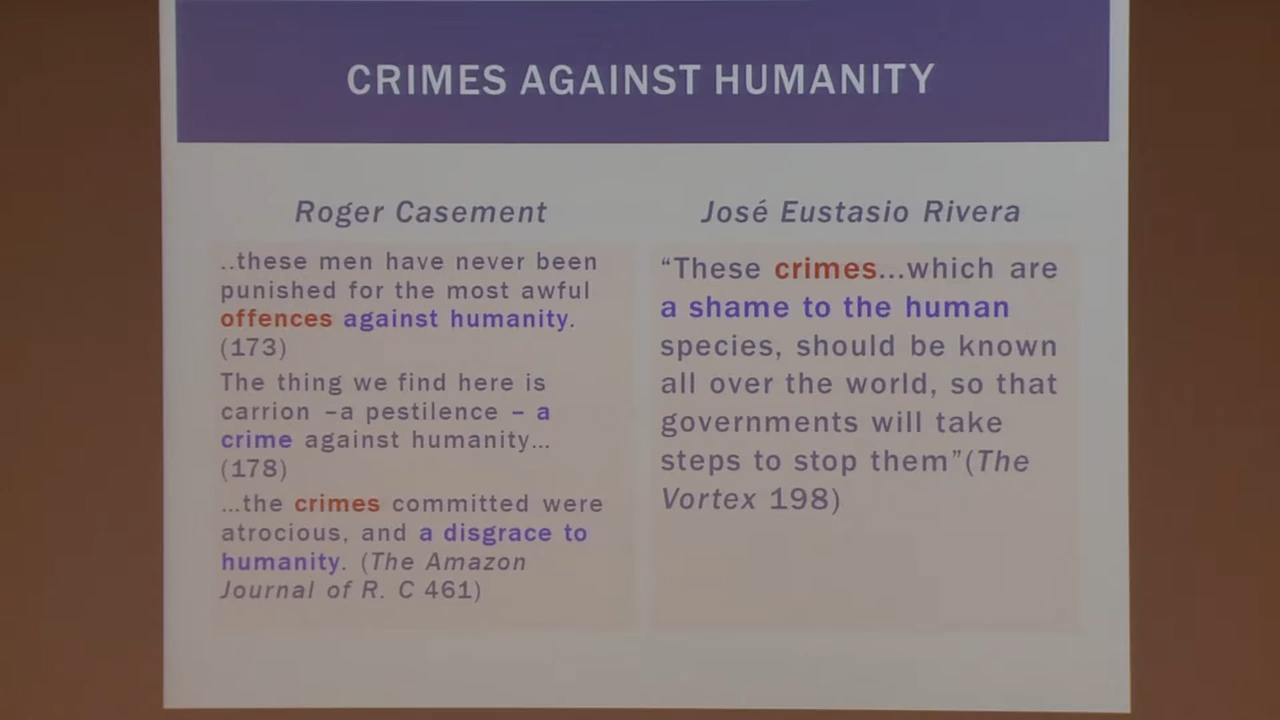 CRIMES AGAINST HUMANITY
Roger Casement
..these men have never been
punished for the most awful
offences against humanity.
(173)
The thing we find here is
carrion –a pestilence – a
crime against humanity…
(178)
…the crimes committed were
atrocious, and a disgrace to
humanity. (The Amazon
Journal of R. C 461)
José Eustasio Rivera
“These crimes…which are
a shame to the human
species, should be known
all over the world, so that
governments will take
steps to stop them”(The
Vortex 198)